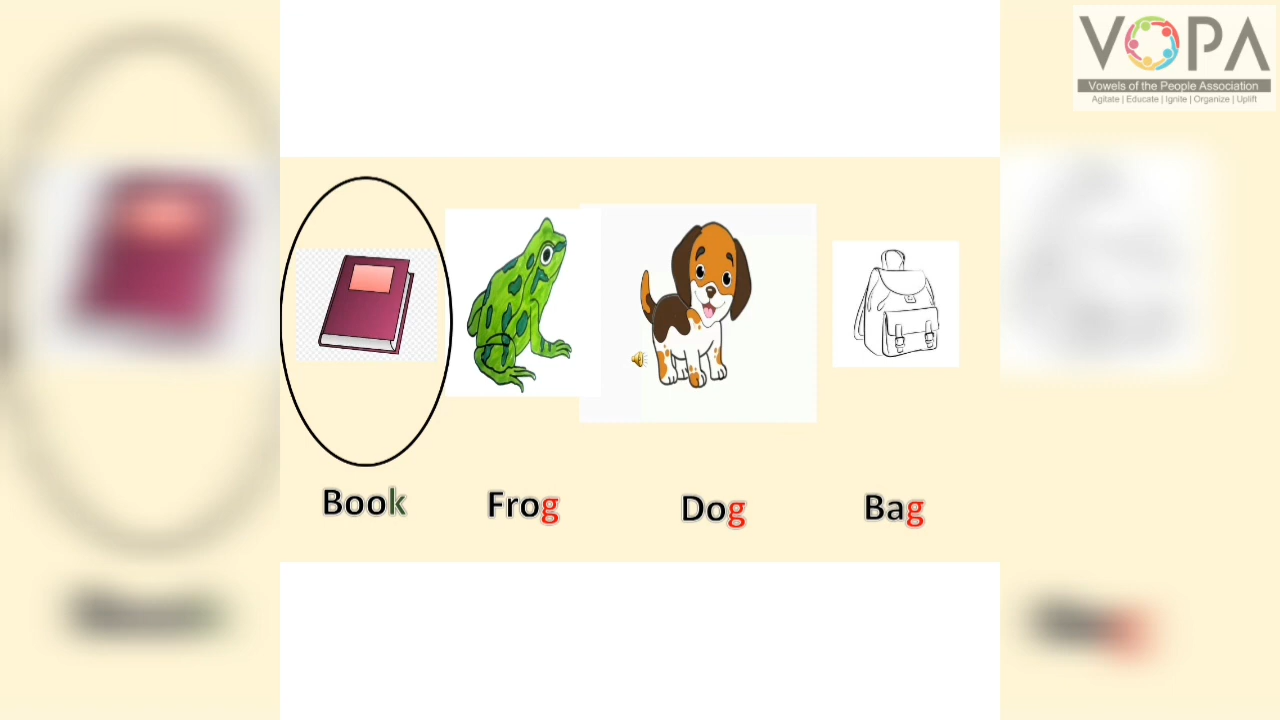 VOPA
Vowels of the People Association
Agitate | Educate | Ignite | Organize | Uplift
Book Frog Dog Bag